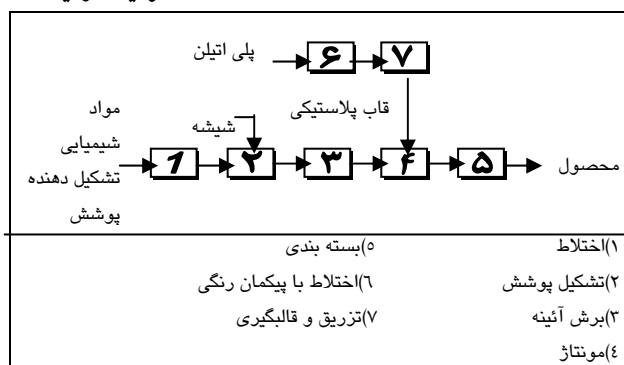 پلی اتیلن
۶ ۷
مواد
شیمیایی
تشکیل دهنده
پوشش
شیشه
قاب پلاستیکی
1 ۲ ۳ ۴ ۵
محصول
۱)اختلاط
۵)بسته بندی
۲)تشکیل پوشش
۶)اختلاط با پیکمان رنگی
۳)برش آئینه
۷)تزریق و قالبگیری
۴)مونتاژ